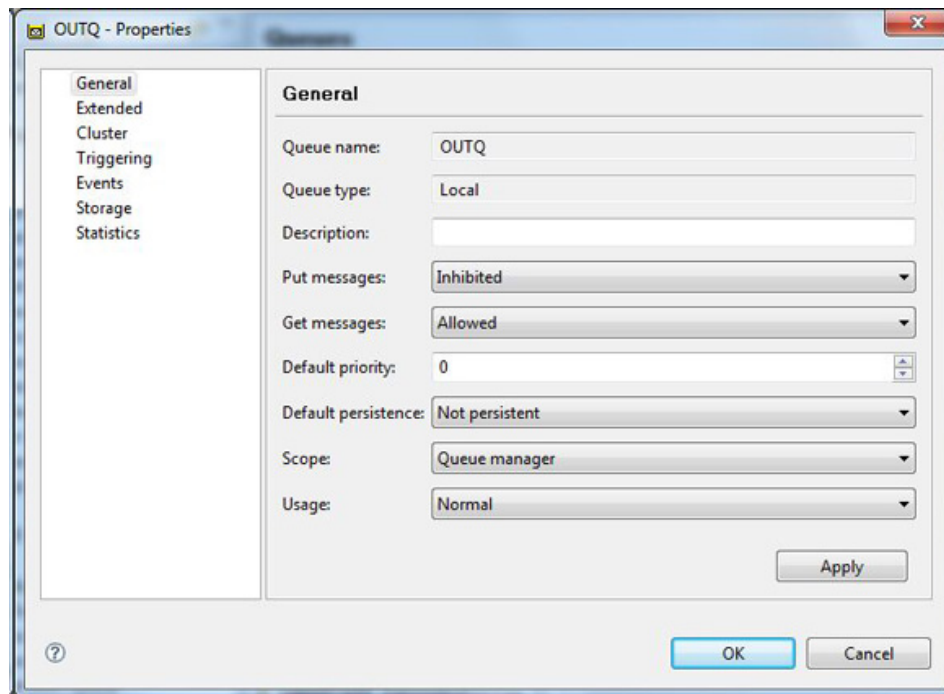 OUTQ - Properties
General
Extended
Cluster
Triggering
Events
Storage
Statistics
General
Queue name: OUTQ
Queue type: Local
Description:
Put messages: Inhibited
Get messages: Allowed
Default priority: 0
Default persistence: Not persistent
Scope: Queue manager
Usage: Normal
Apply
OK
Cancel